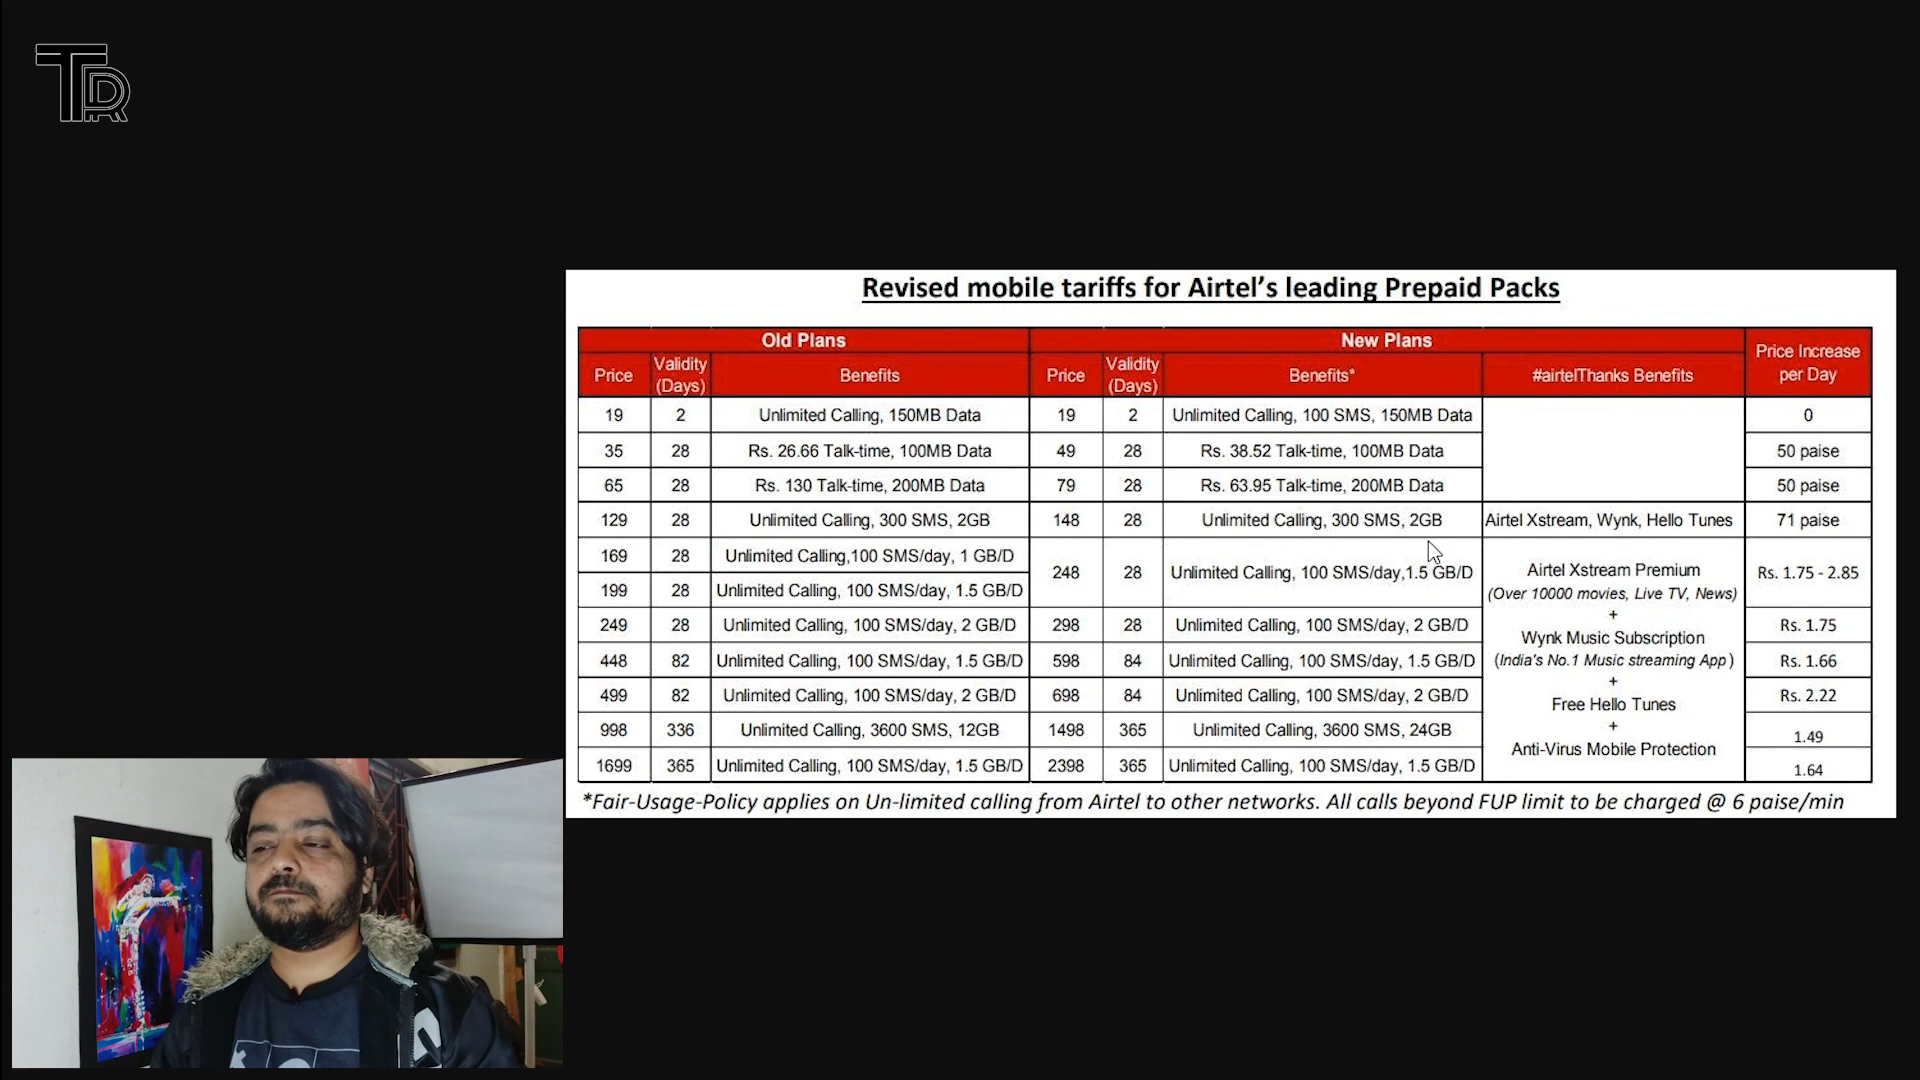 TDR
Revised mobile tariffs for Airtel's leading Prepaid Packs
Old Plans New Plans Price Increase per Day
Price Validity (Days) Benefits Price Validity (Days) Benefits* #airtelThanks Benefits
19 2 Unlimited Calling, 150MB Data 19 2 Unlimited Calling, 100 SMS, 150MB Data 0
35 28 Rs. 26.66 Talk-time, 100MB Data 49 28 Rs. 38.52 Talk-time, 100MB Data 50 paise
65 28 Rs. 130 Talk-time, 200MB Data 79 28 Rs. 63.95 Talk-time, 200MB Data 50 paise
129 28 Unlimited Calling, 300 SMS, 2GB 148 28 Unlimited Calling, 300 SMS, 2GB Airtel Xstream, Wynk, Hello Tunes 71 paise
169 28 Unlimited Calling,100 SMS/day, 1 GB/D
199 28 Unlimited Calling, 100 SMS/day, 1.5 GB/D
248 28 Unlimited Calling, 100 SMS/day,1.5 GB/D Rs. 1.75 - 2.85
249 28 Unlimited Calling, 100 SMS/day, 2 GB/D 298 28 Unlimited Calling, 100 SMS/day, 2 GB/D Rs. 1.75
448 82 Unlimited Calling, 100 SMS/day, 1.5 GB/D 598 84 Unlimited Calling, 100 SMS/day, 1.5 GB/D Rs. 1.66
499 82 Unlimited Calling, 100 SMS/day, 2 GB/D 698 84 Unlimited Calling, 100 SMS/day, 2 GB/D Rs. 2.22
998 336 Unlimited Calling, 3600 SMS, 12GB 1498 365 Unlimited Calling, 3600 SMS, 24GB 1.49
1699 365 Unlimited Calling, 100 SMS/day, 1.5 GB/D 2398 365 Unlimited Calling, 100 SMS/day, 1.5 GB/D 1.64
Airtel Xstream Premium
(Over 10000 movies, Live TV, News)
+
Wynk Music Subscription
(India's No.1 Music streaming App)
+
Free Hello Tunes
+
Anti-Virus Mobile Protection
*Fair-Usage-Policy applies on Un-limited calling from Airtel to other networks. All calls beyond FUP limit to be charged @ 6 paise/min